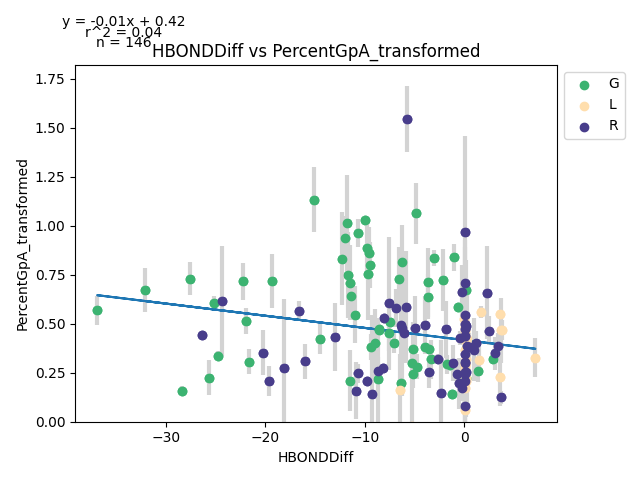 y = -0.01x + 0.42
r^2 = 0.04
n = 146
HBONDDiff vs PercentGpA_transformed
G
L
R
PercentGpA_transformed
1.75
1.50
1.25
1.00
0.75
0.50
0.25
0.00
−30
−20
−10
0
HBONDDiff